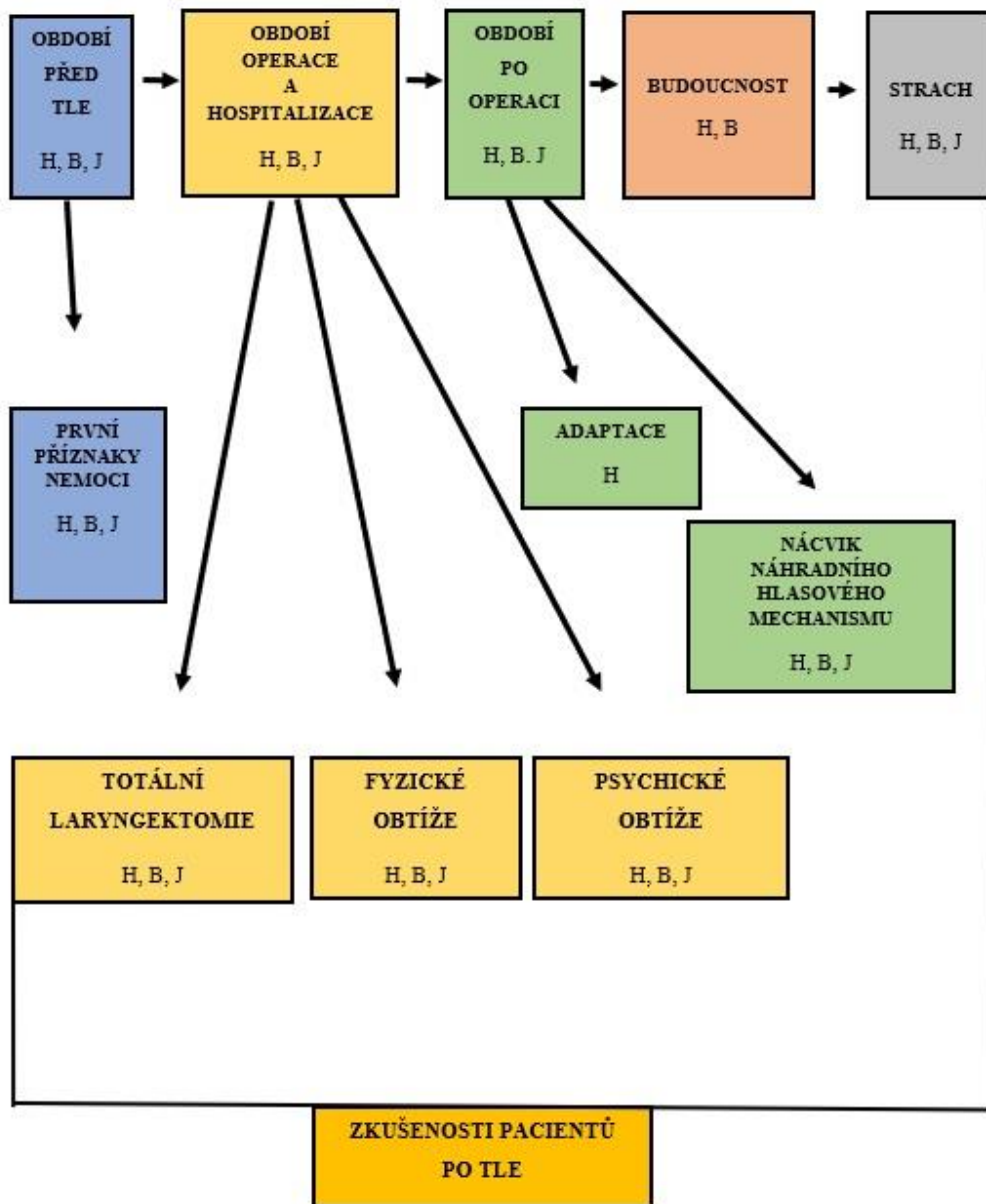 OBDOBÍ
PŘED
TLE
H, B, J
OBDOBÍ
OPERACE
A
HOSPITALIZACE
H, B, J
OBDOBÍ
PO
OPERACI
H, B. J
BUDOUCNOST
H, B
STRACH
H, B, J
PRVNÍ
PŘÍZNAKY
NEMOCI
H, B, J
ADAPTACE
H
NÁCVIK
NÁHRADNÍHO
HLASOVÉHO
MECHANISMU
H, B, J
TOTÁLNÍ
LARYNGEKTOMIE
H, B, J
FYZICKÉ
OBTÍŽE
H, B, J
PSYCHICKÉ
OBTÍŽE
H, B, J
ZKUŠENOSTI PACIENTŮ
PO TLE